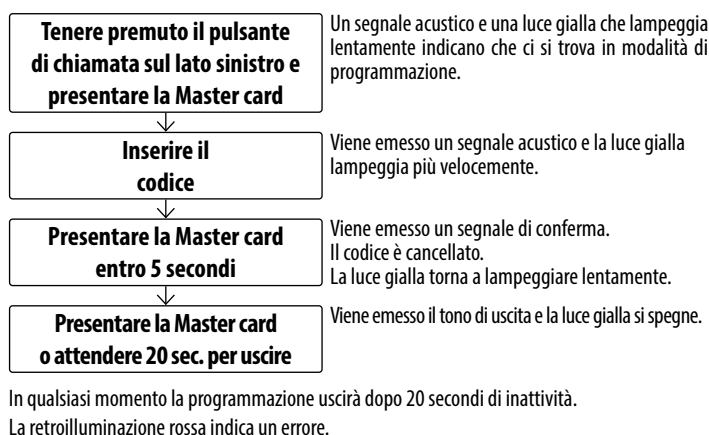 Tenere premuto il pulsante
di chiamata sul lato sinistro e
presentare la Master card
Un segnale acustico e una luce gialla che lampeggia
lentamente indicano che ci si trova in modalità di
programmazione.
Inserire il
codice
Viene emesso un segnale acustico e la luce gialla
lampeggia più velocemente.
Presentare la Master card
entro 5 secondi
Viene emesso un segnale di conferma.
Il codice è cancellato.
La luce gialla torna a lampeggiare lentamente.
Presentare la Master card
o attendere 20 sec. per uscire
Viene emesso il tono di uscita e la luce gialla si spegne.
In qualsiasi momento la programmazione uscirà dopo 20 secondi di inattività.
La retroilluminazione rossa indica un errore.